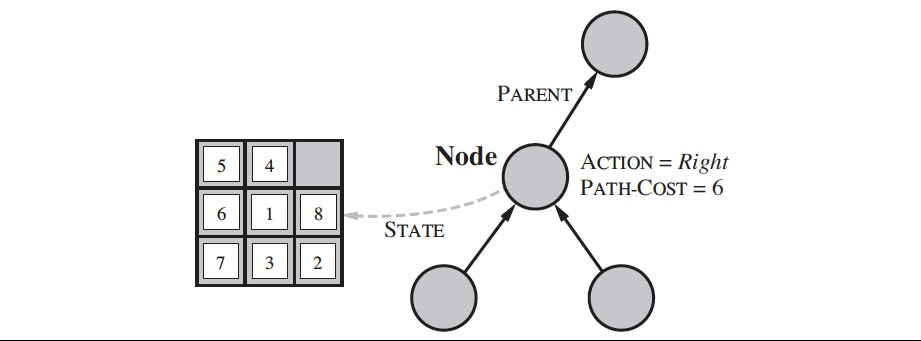 PARENT
Node
ACTION = Right
PATH-COST = 6
STATE
5 4
6 1 8
7 3 2